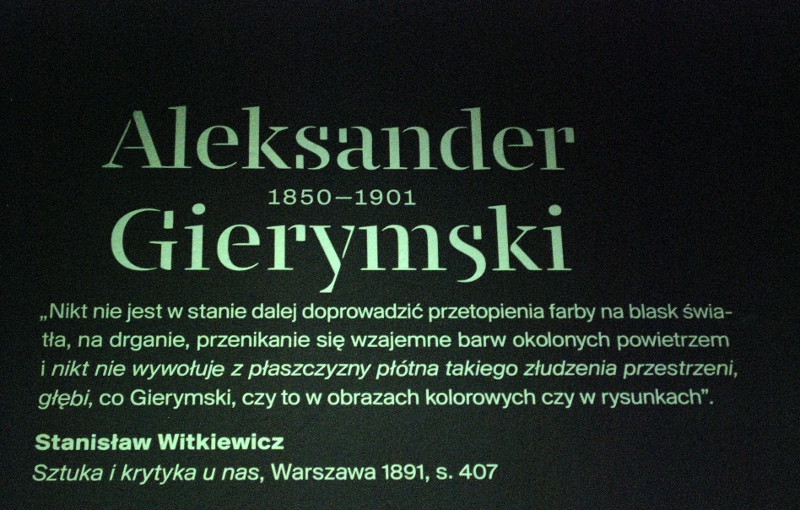 Aleksander
1850–1901
Gierymski
„Nikt nie jest w stanie dalej doprowadzić przetopienia farby na blask świa-
tła, na drganie, przenikanie się wzajemne barw okolonych powietrzem
i nikt nie wywołuje z płaszczyzny płótna takiego złudzenia przestrzeni,
głębi, co Gierymski, czy to w obrazach kolorowych czy w rysunkach”.
Stanisław Witkiewicz
Sztuka i krytyka u nas, Warszawa 1891, s. 407